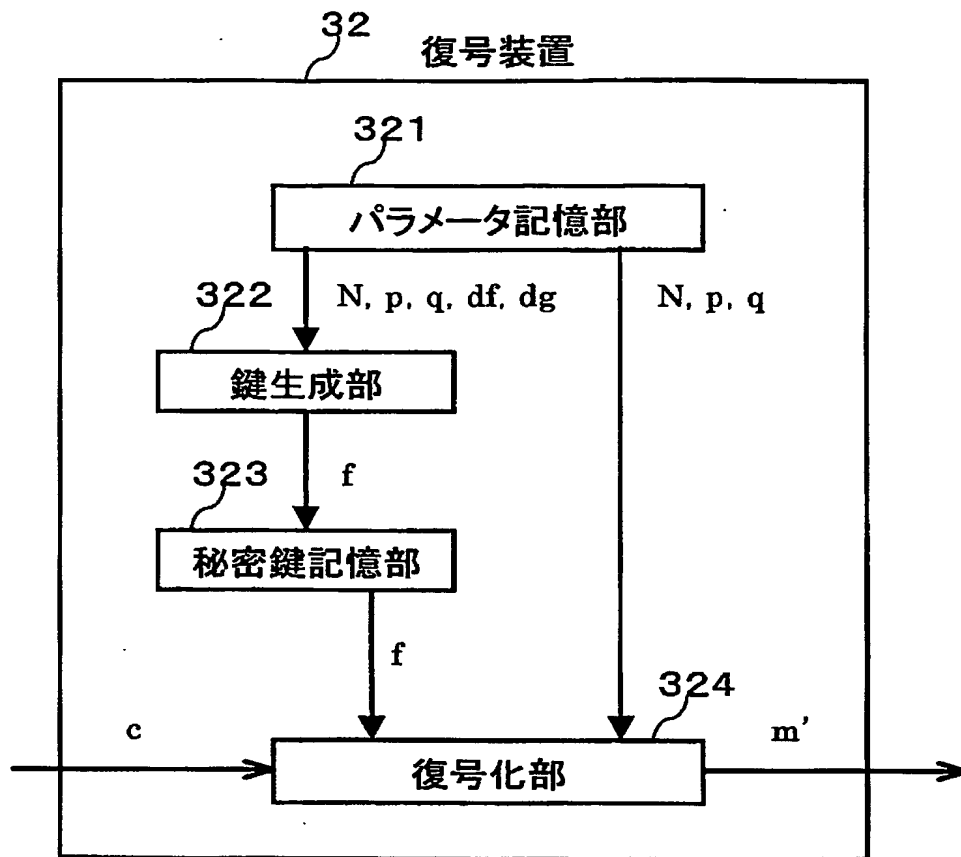 32
復号装置
321
パラメータ記憶部
N, p, q, df, dg
N, p, q
322
鍵生成部
f
323
秘密鍵記憶部
f
324
c
復号化部
m'